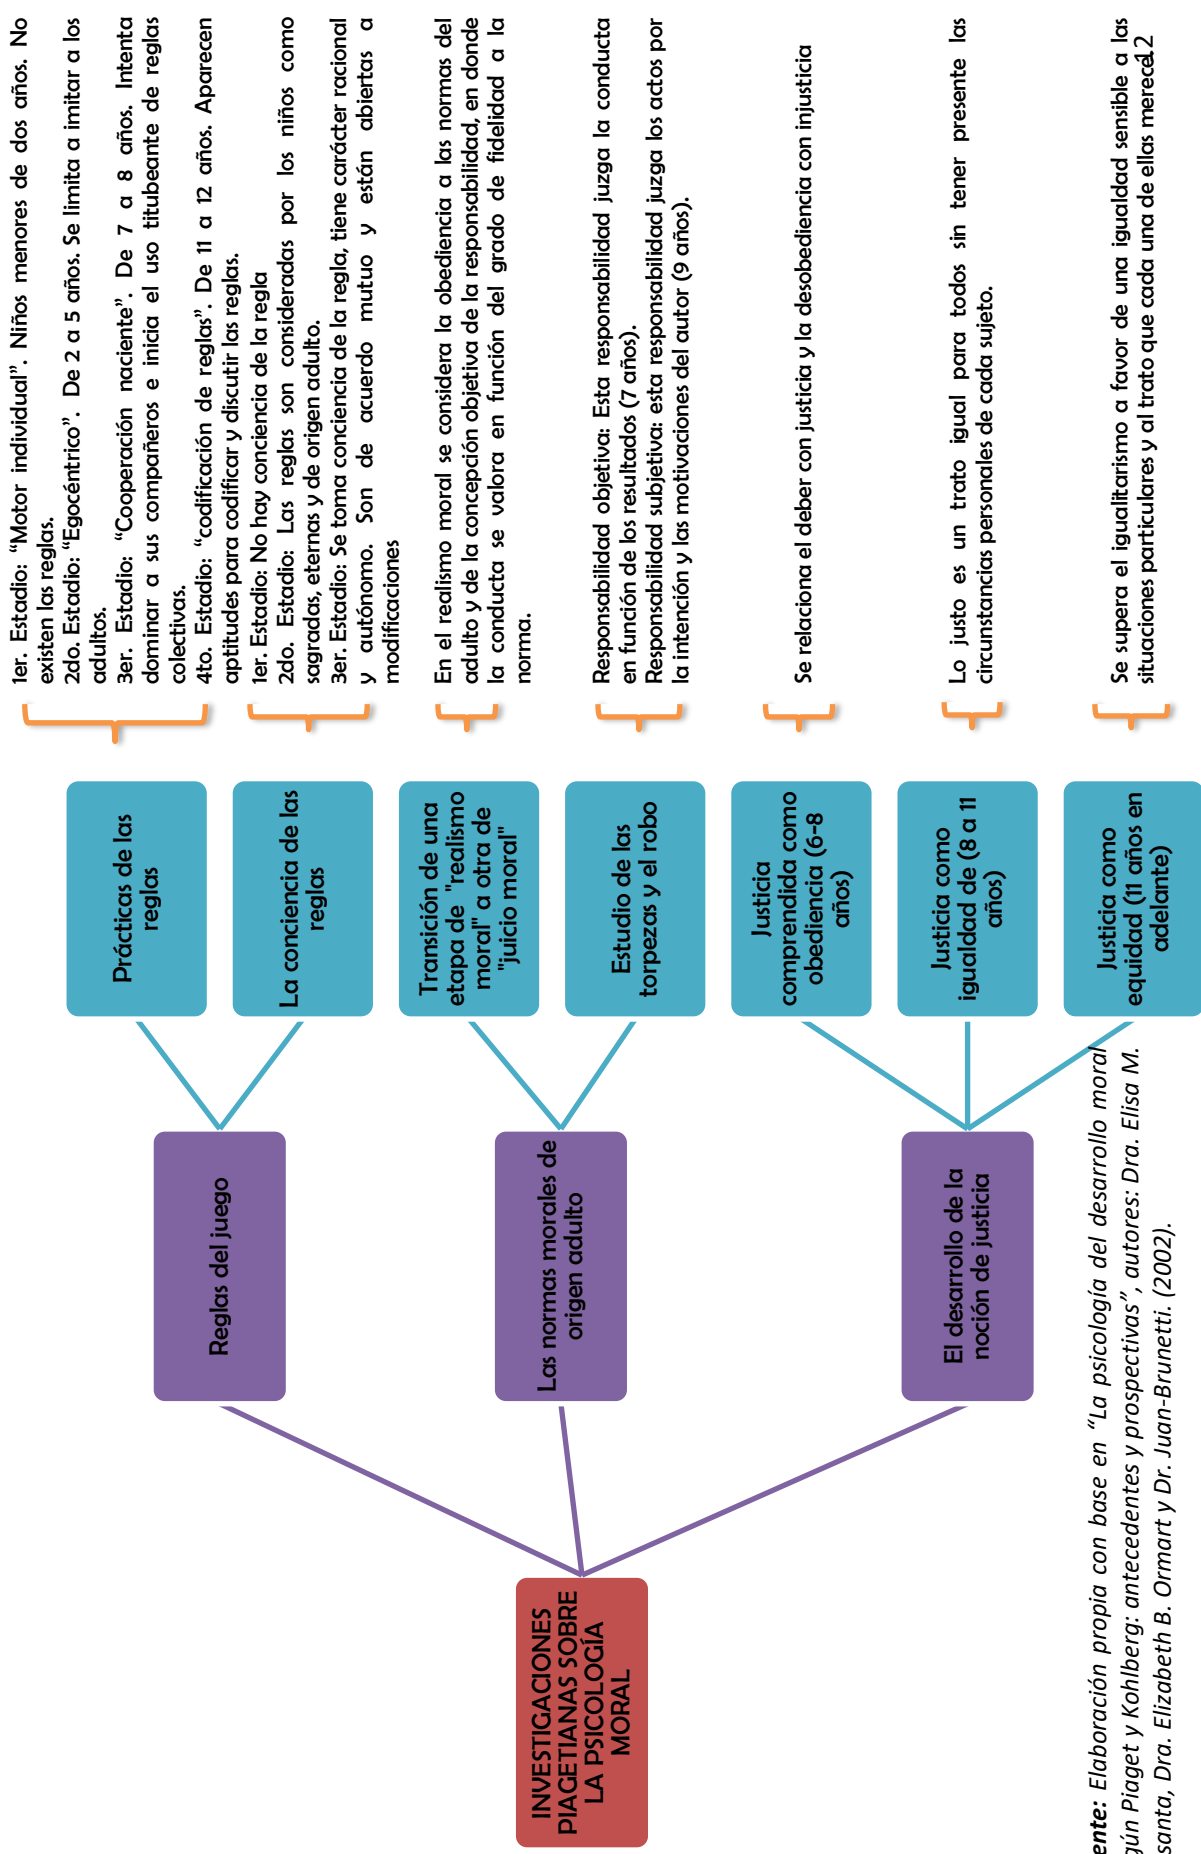 INVESTIGACIONES
PIAGETIANAS SOBRE
LA PSICOLOGÍA
MORAL
Reglas del juego
Prácticas de las
reglas
1er. Estadio: “Motor individual”. Niños menores de dos años. No
existen las reglas.
2do. Estadio: “Egocéntrico”. De 2 a 5 años. Se limita a imitar a los
adultos.
3er. Estadio: “Cooperación naciente”. De 7 a 8 años. Intenta
dominar a sus compañeros e inicia el uso titubeante de reglas
colectivas.
4to. Estadio: “codificación de reglas”. De 11 a 12 años. Aparecen
aptitudes para codificar y discutir las reglas.
La conciencia de las
reglas
1er. Estadio: No hay conciencia de la regla
2do. Estadio: Las reglas son consideradas por los niños como
sagradas, eternas y de origen adulto.
3er. Estadio: Se toma conciencia de la regla, tiene carácter racional
y autónomo. Son de acuerdo mutuo y están abiertas a
modificaciones
Las normas morales de
origen adulto
Transición de una
etapa de "realismo
moral" a otra de
"juicio moral"
En el realismo moral se considera la obediencia a las normas del
adulto y de la concepción objetiva de la responsabilidad, en donde
la conducta se valora en función del grado de fidelidad a la
norma.
Estudio de las
torpezas y el robo
Responsabilidad objetiva: Esta responsabilidad juzga la conducta
en función de los resultados (7 años).
Responsabilidad subjetiva: esta responsabilidad juzga los actos por
la intención y las motivaciones del autor (9 años).
El desarrollo de la
noción de justicia
Justicia
comprendida como
obediencia (6-8
años)
Se relaciona el deber con justicia y la desobediencia con injusticia
Justicia como
igualdad de (8 a 11
años)
Lo justo es un trato igual para todos sin tener presente las
circunstancias personales de cada sujeto.
Justicia como
equidad (11 años en
adelante)
Se supera el igualitarismo a favor de una igualdad sensible a las
situaciones particulares y al trato que cada una de ellas merece.
12
ente: Elaboración propia con base en “La psicología del desarrollo moral
gún Piaget y Kohlberg: antecedentes y prospectivas”, autores: Dra. Elisa M.
santa, Dra. Elizabeth B. Ormart y Dr. Juan-Brunetti. (2002).